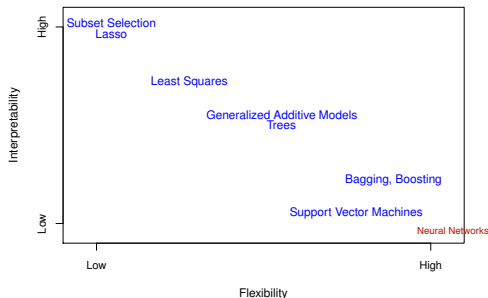 High
Subset Selection
Lasso
Least Squares
Interpretability
Generalized Additive Models
Trees
Bagging, Boosting
Support Vector Machines
Low
Neural Networks
Low
High
Flexibility